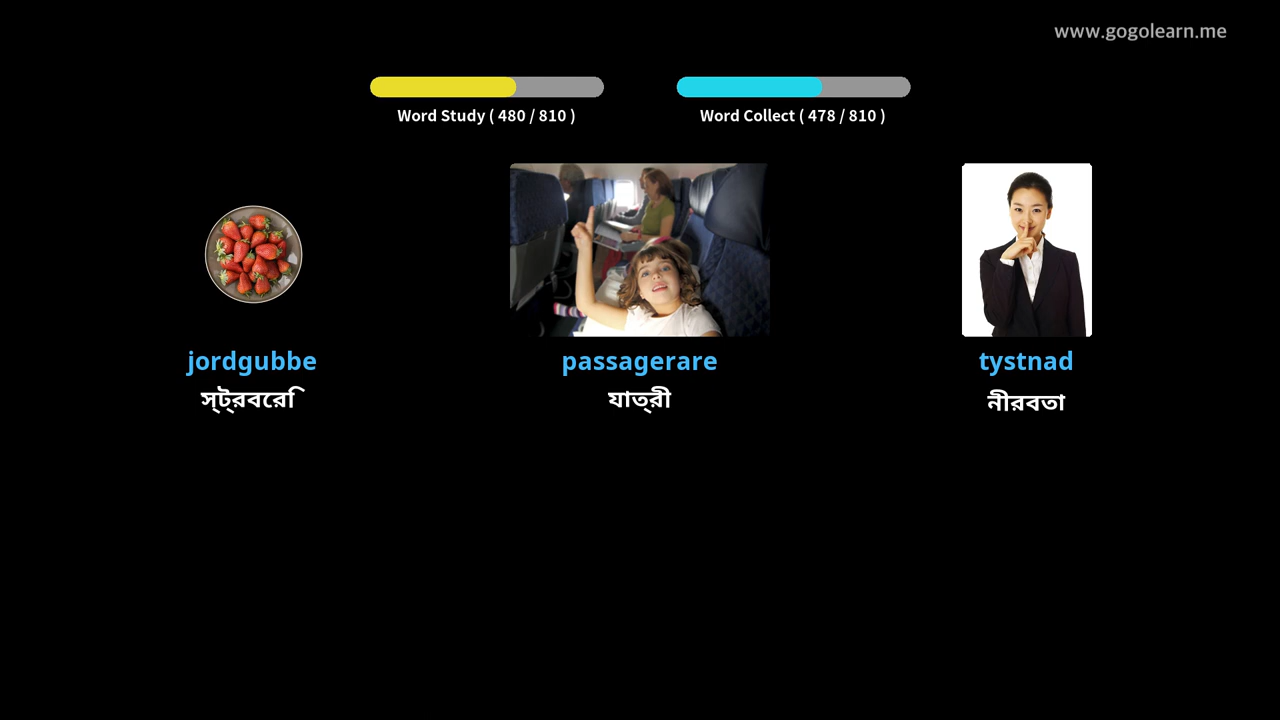 www.gogolearn.me
Word Study ( 480 / 810 )
Word Collect ( 478 / 810 )
jordgubbe
passagerare
tystnad
স্ট্রবেরি
যাত্রী
নীরবতা